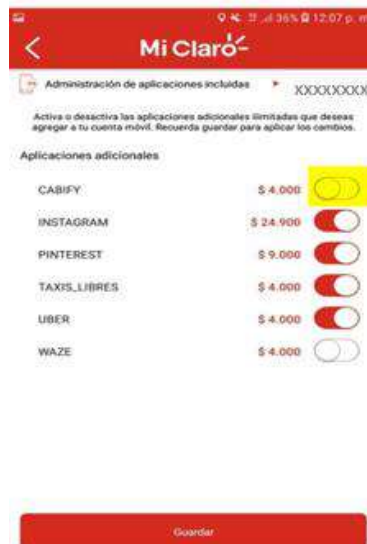 36% 12:07 p. m
Mi Claro
Administración de aplicaciones incluidas XXXXXXXX
Activa o desactiva las aplicaciones adicionales ilimitadas que deseas
agregar a tu cuenta móvil. Recuerda guardar para aplicar los cambios.
Aplicaciones adicionales
CABIFY $ 4.000
INSTAGRAM $ 24.900
PINTEREST $ 9.000
TAXIS_LIBRES $ 4.000
UBER $ 4.000
WAZE $ 4.000
Guardar